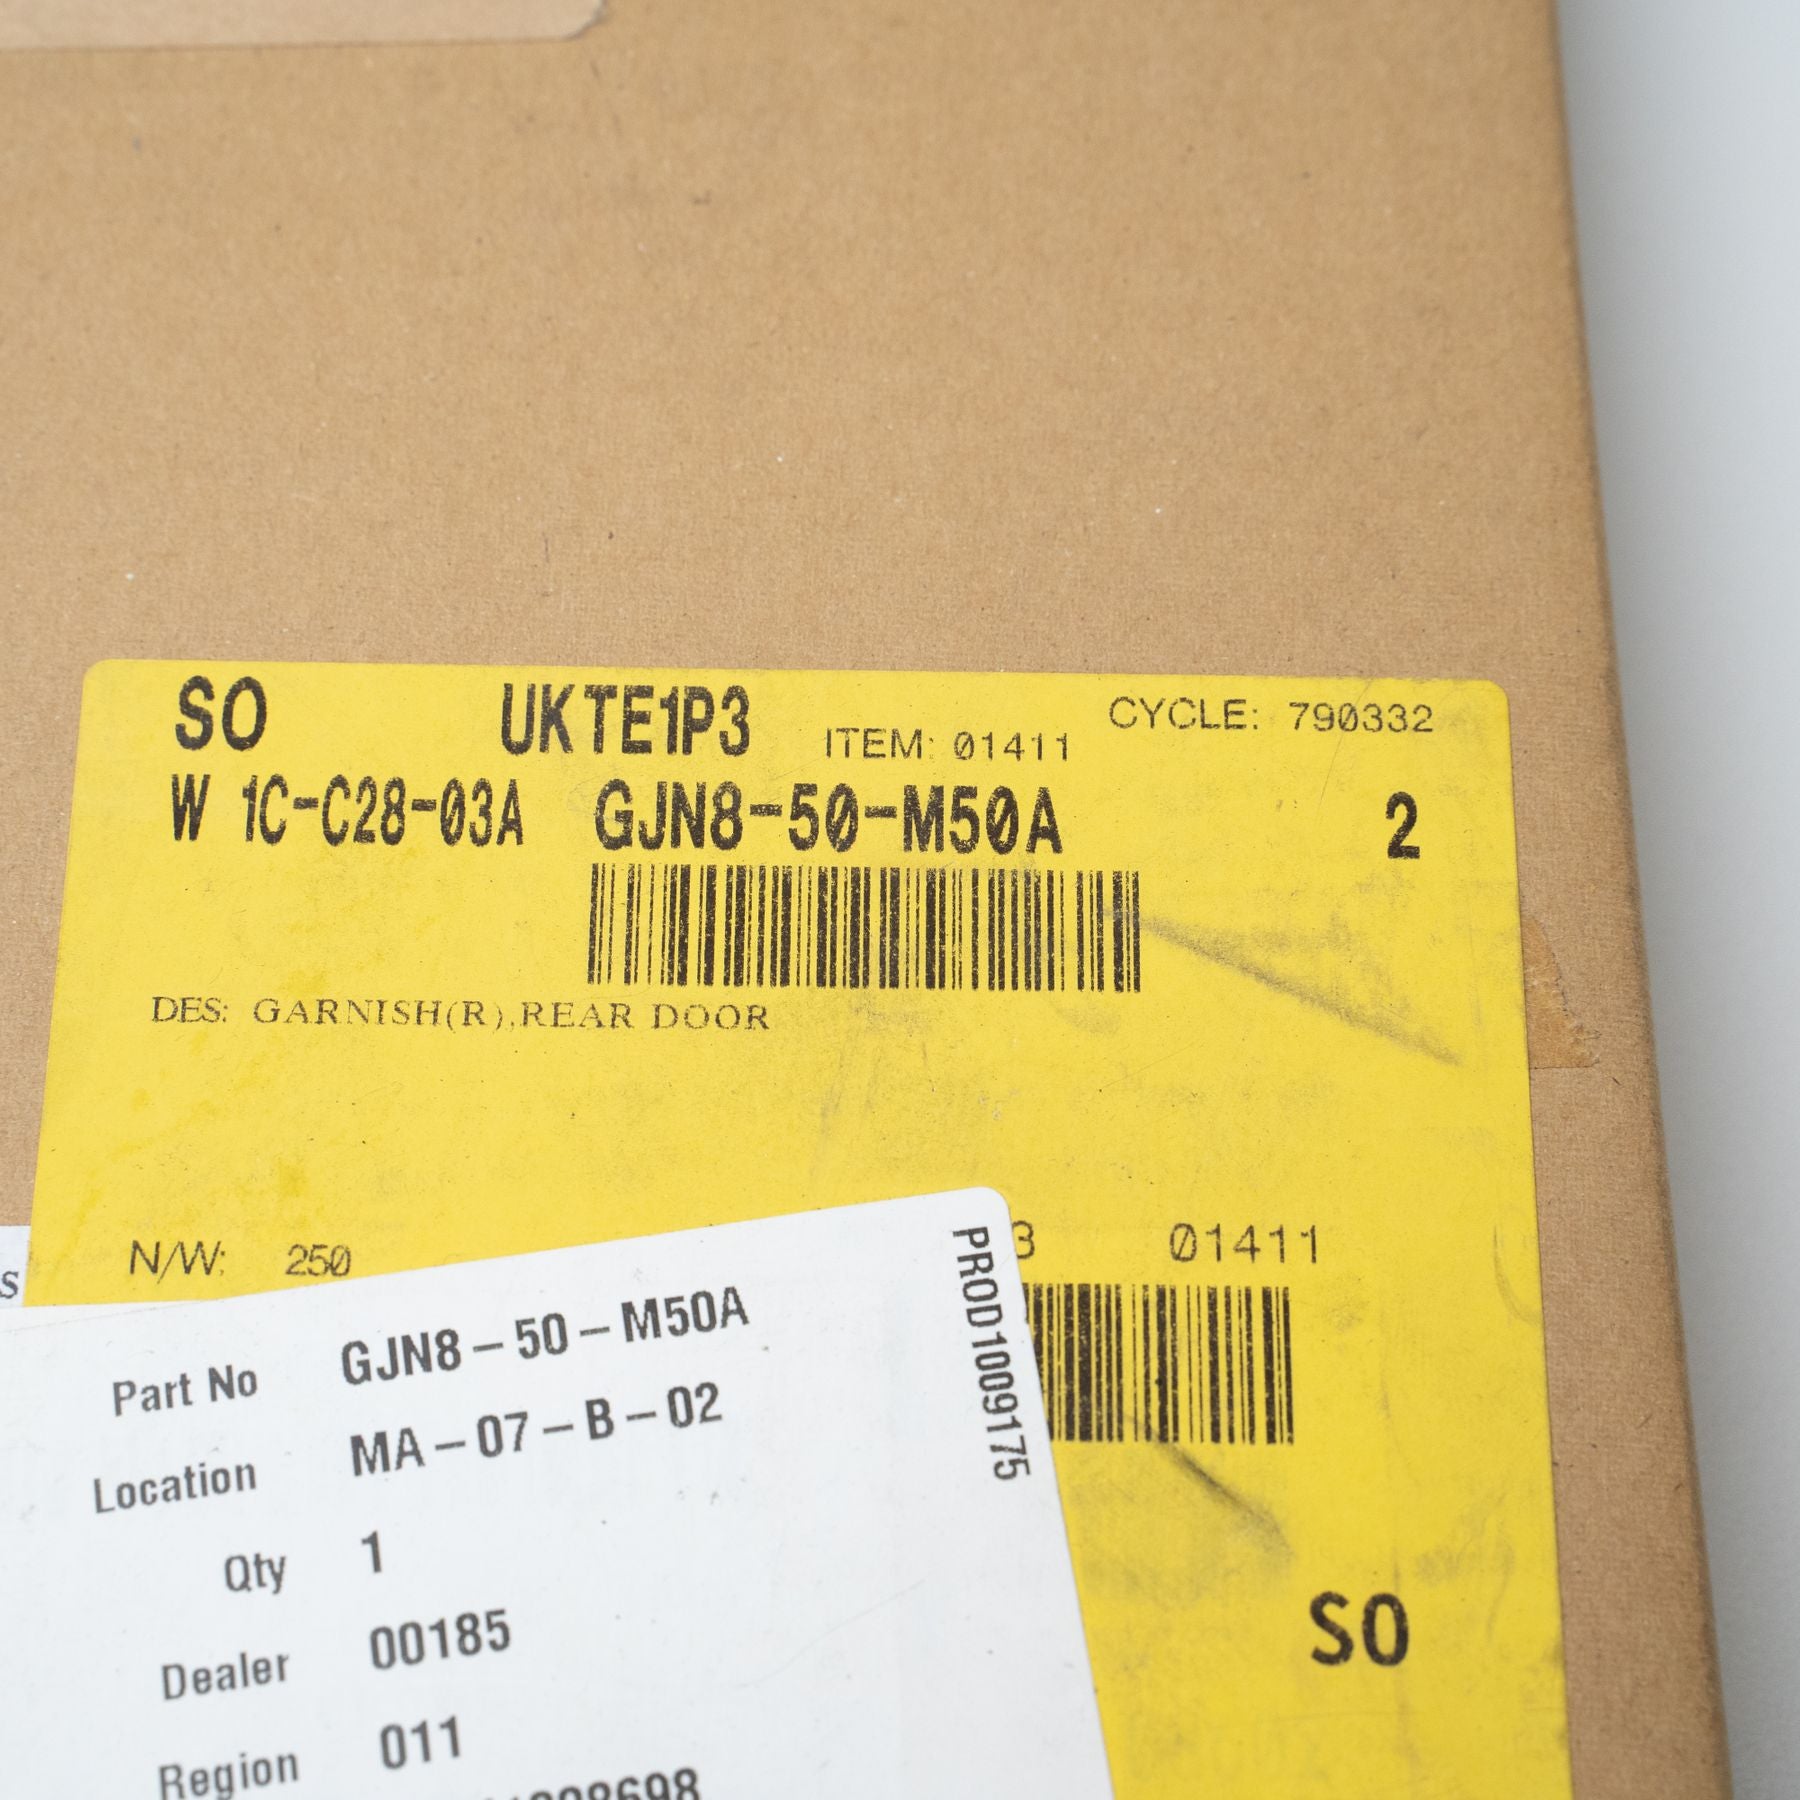 SO UKTE1P3 ITEM: 01411 CYCLE: 790332
W 1C-C28-03A GJN8-50-M50A 2
DES: GARNISH(R),REAR DOOR
N/W: 250
3 01411
SO
Part No GJN8-50-M50A
Location MA-07-B-02
Qty 1
Dealer 00185
Region 011
PROD1009175